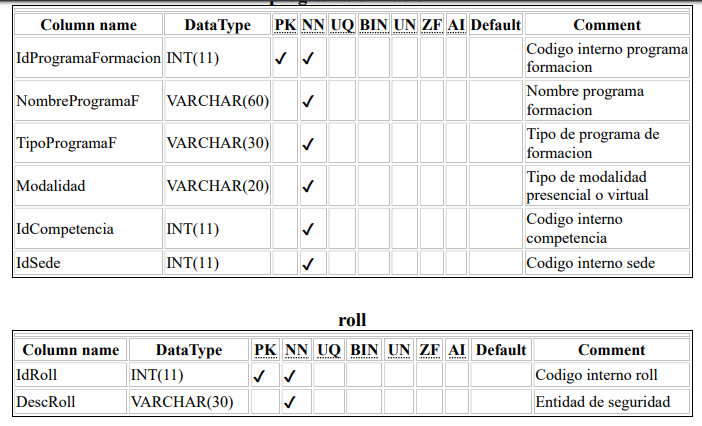 Column name DataType PK NN UQ BIN UN ZF AI Default Comment
IdProgramaFormacion INT(11) ✓ ✓ Codigo interno programa
formacion
NombreProgramaF VARCHAR(60) ✓ Nombre programa
formacion
TipoProgramaF VARCHAR(30) ✓ Tipo de programa de
formacion
Modalidad VARCHAR(20) ✓ Tipo de modalidad
presencial o virtual
IdCompetencia INT(11) ✓ Codigo interno
competencia
IdSede INT(11) ✓ Codigo interno sede
roll
Column name DataType PK NN UQ BIN UN ZF AI Default Comment
IdRoll INT(11) ✓ ✓ Codigo interno roll
DescRoll VARCHAR(30) ✓ Entidad de seguridad